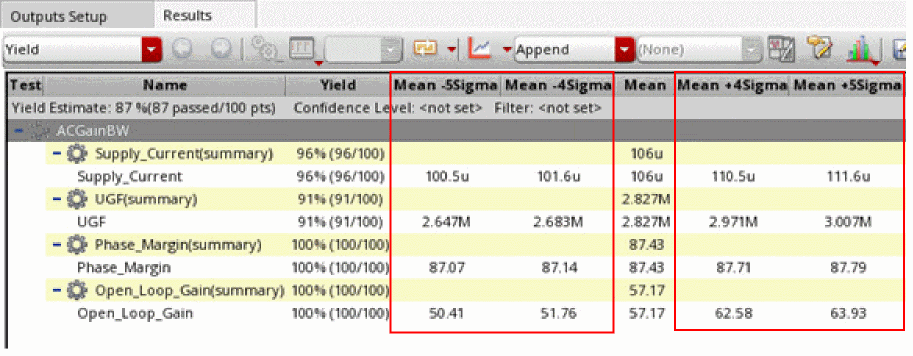 Outputs Setup Results
Yield Append (None)
Test Name Yield Mean -5Sigma Mean -4Sigma Mean Mean +4Sigma Mean +5Sigma
Yield Estimate: 87 %(87 passed/100 pts) Confidence Level: <not set> Filter: <not set>
ACGainBW
Supply_Current(summary) 96% (96/100) 106u
Supply_Current 96% (96/100) 100.5u 101.6u 106u 110.5u 111.6u
UGF(summary) 91% (91/100) 2.827M
UGF 91% (91/100) 2.647M 2.683M 2.827M 2.971M 3.007M
Phase_Margin(summary) 100% (100/100) 87.43
Phase_Margin 100% (100/100) 87.07 87.14 87.43 87.71 87.79
Open_Loop_Gain(summary) 100% (100/100) 57.17
Open_Loop_Gain 100% (100/100) 50.41 51.76 57.17 62.58 63.93